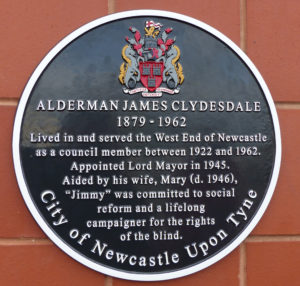 ALDERMAN JAMES CLYDESDALE
1879 - 1962
Lived in and served the West End of Newcastle
as a council member between 1922 and 1962.
Appointed Lord Mayor in 1945.
Aided by his wife, Mary (d. 1946),
"Jimmy" was committed to social
reform and a lifelong
campaigner for the rights
of the blind.
City of Newcastle Upon Tyne